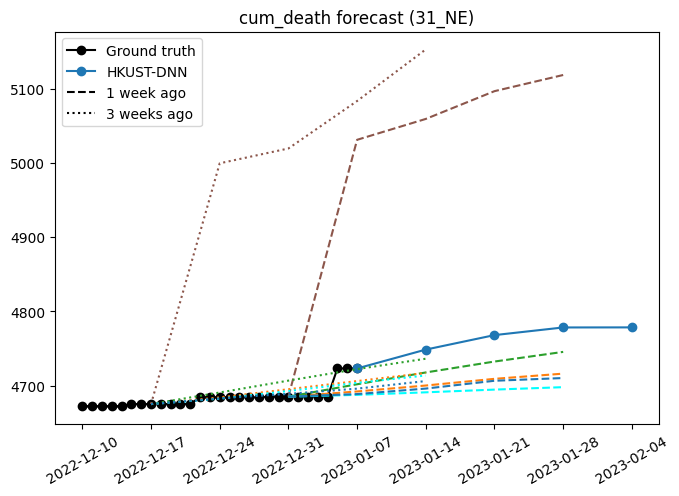 cum_death forecast (31_NE)
Ground truth
HKUST-DNN
1 week ago
3 weeks ago
5100
5000
4900
4800
4700
2022-12-10
2022-12-17
2022-12-24
2022-12-31
2023-01-07
2023-01-14
2023-01-21
2023-01-28
2023-02-04